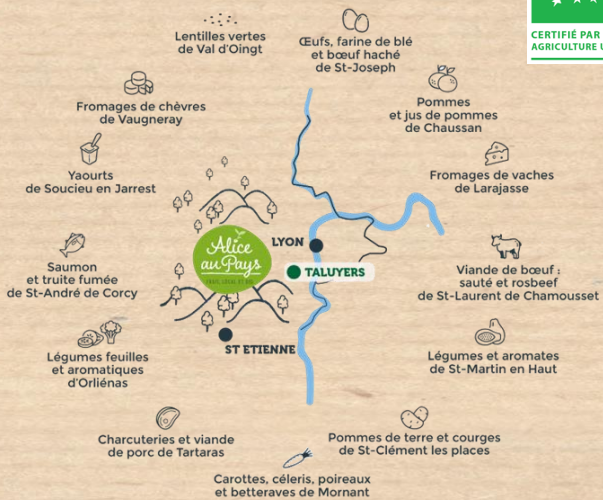 CERTIFIÉ PAR
AGRICULTURE
Lentilles vertes
de Val d'Oingt
Œufs, farine de blé
et bœuf haché
de St-Joseph
Fromages de chèvres
de Vaugneray
Pommes
et jus de pommes
de Chaussan
Yaourts
de Soucieu en Jarrest
Fromages de vaches
de Larajasse
Alice
au Pays
LYON
TALUYERS
Saumon
et truite fumée
de St-André de Corcy
Viande de bœuf :
sauté et rosbeef
de St-Laurent de Chamousset
ST ETIENNE
Légumes feuilles
et aromatiques
d'Orliénas
Légumes et aromates
de St-Martin en Haut
Charcuteries et viande
de porc de Tartaras
Pommes de terre et courges
de St-Clément les places
Carottes, céleris, poireaux
et betteraves de Mornant